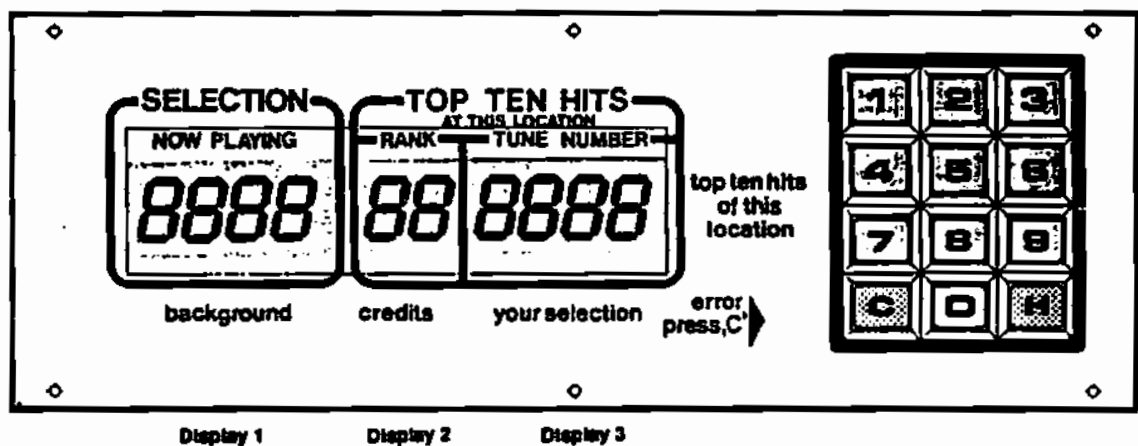 SELECTION
TOP TEN HITS
AT THIS LOCATION
NOW PLAYING
RANK
TUNE NUMBER
8888
88
8888
top ten hits
of this
location
background
credits
your selection
error
press,C'
1 2 3
4 5 6
7 8 9
C 0 H
Display 1
Display 2
Display 3